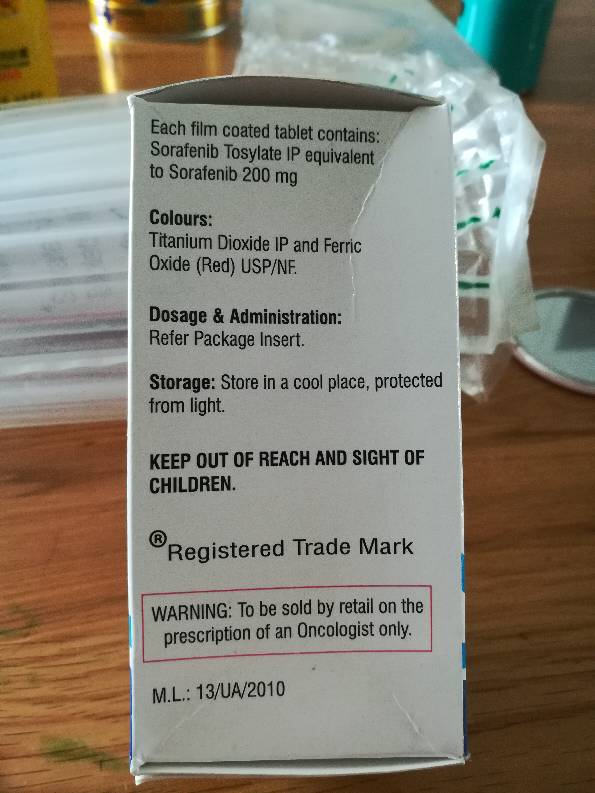 Each film coated tablet contains:
Sorafenib Tosylate IP equivalent
to Sorafenib 200 mg
Colours:
Titanium Dioxide IP and Ferric
Oxide (Red) USP/NF.
Dosage & Administration:
Refer Package Insert.
Storage: Store in a cool place, protected
from light.
KEEP OUT OF REACH AND SIGHT OF
CHILDREN.
®Registered Trade Mark
WARNING: To be sold by retail on the
prescription of an Oncologist only.
M.L.: 13/UA/2010